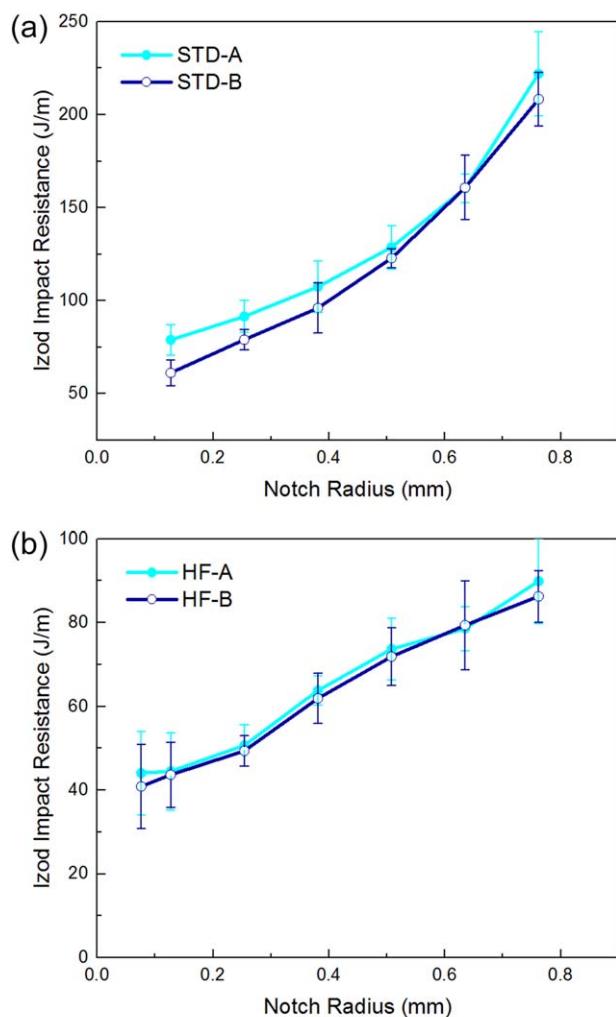 (a)
250
200
150
100
50
Izod Impact Resistance (J/m)
STD-A
STD-B
0.0 0.2 0.4 0.6 0.8
Notch Radius (mm)
(b)
100
80
60
40
20
0
Izod Impact Resistance (J/m)
HF-A
HF-B
0.0 0.2 0.4 0.6 0.8
Notch Radius (mm)